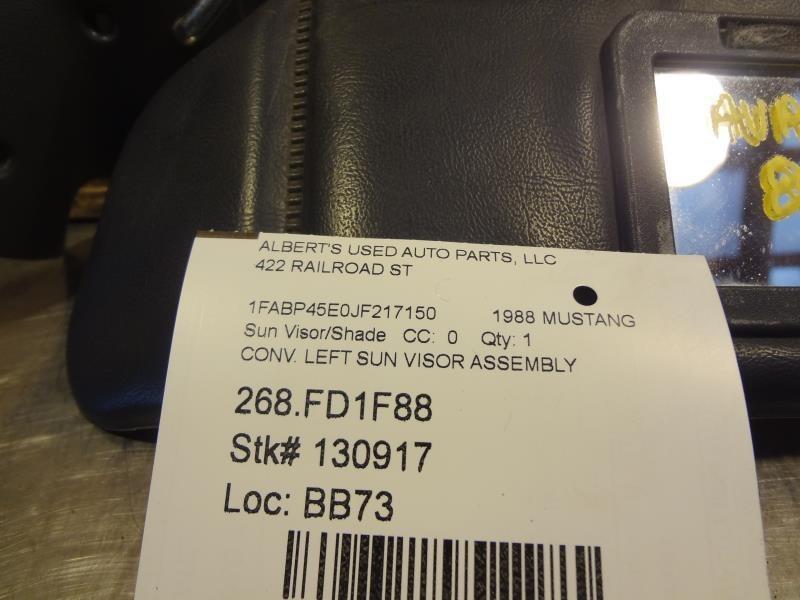 ALBERT'S USED AUTO PARTS, LLC
422 RAILROAD ST
1FABP45E0JF217150 1988 MUSTANG
Sun Visor/Shade CC: 0 Qty: 1
CONV. LEFT SUN VISOR ASSEMBLY
268.FD1F88
Stk# 130917
Loc: BB73